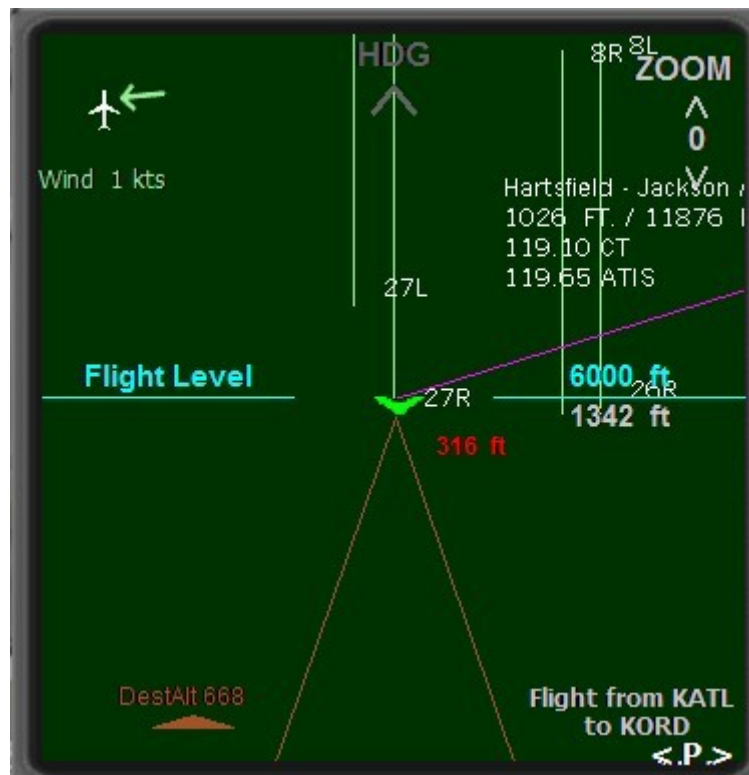 HDG
8R 8L
ZOOM
0
Wind 1 kts
Hartsfield - Jackson /
1026 FT. / 11876
119.10 CT
119.65 ATIS
27L
Flight Level
6000 ft
27R
26R
1342 ft
316 ft
DestAlt 668
Flight from KATL
to KORD
<.P.>